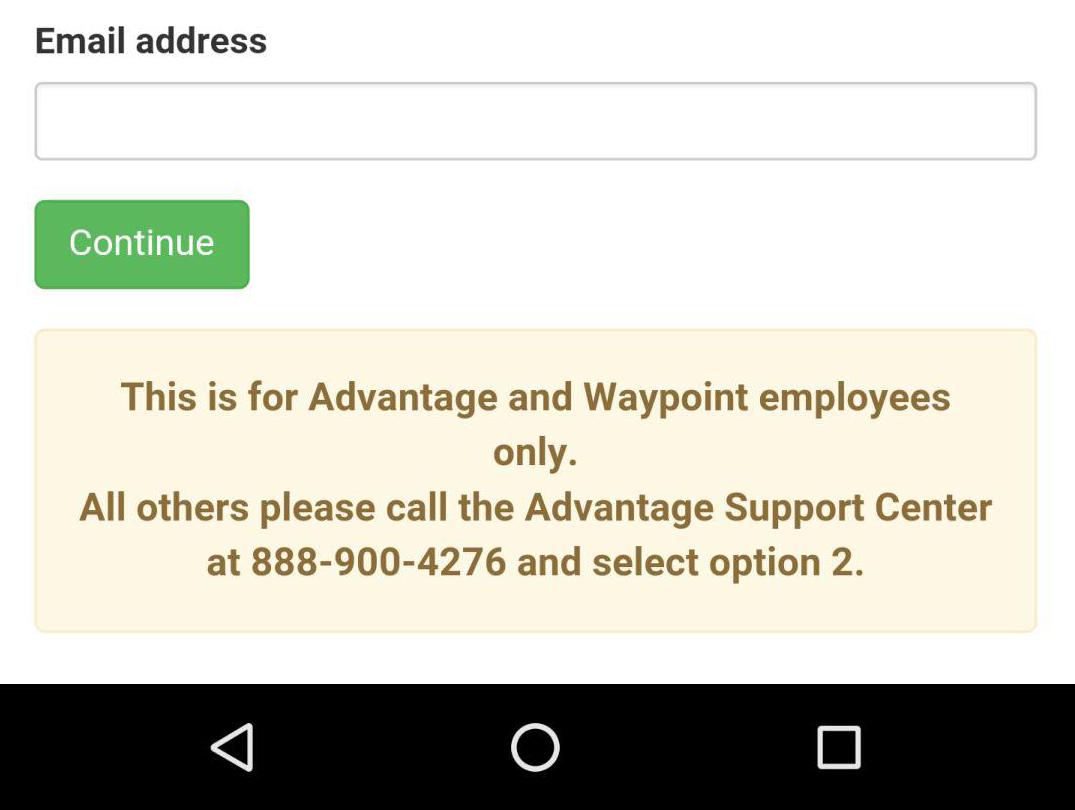 Email address
Continue
This is for Advantage and Waypoint employees
only.
All others please call the Advantage Support Center
at 888-900-4276 and select option 2.